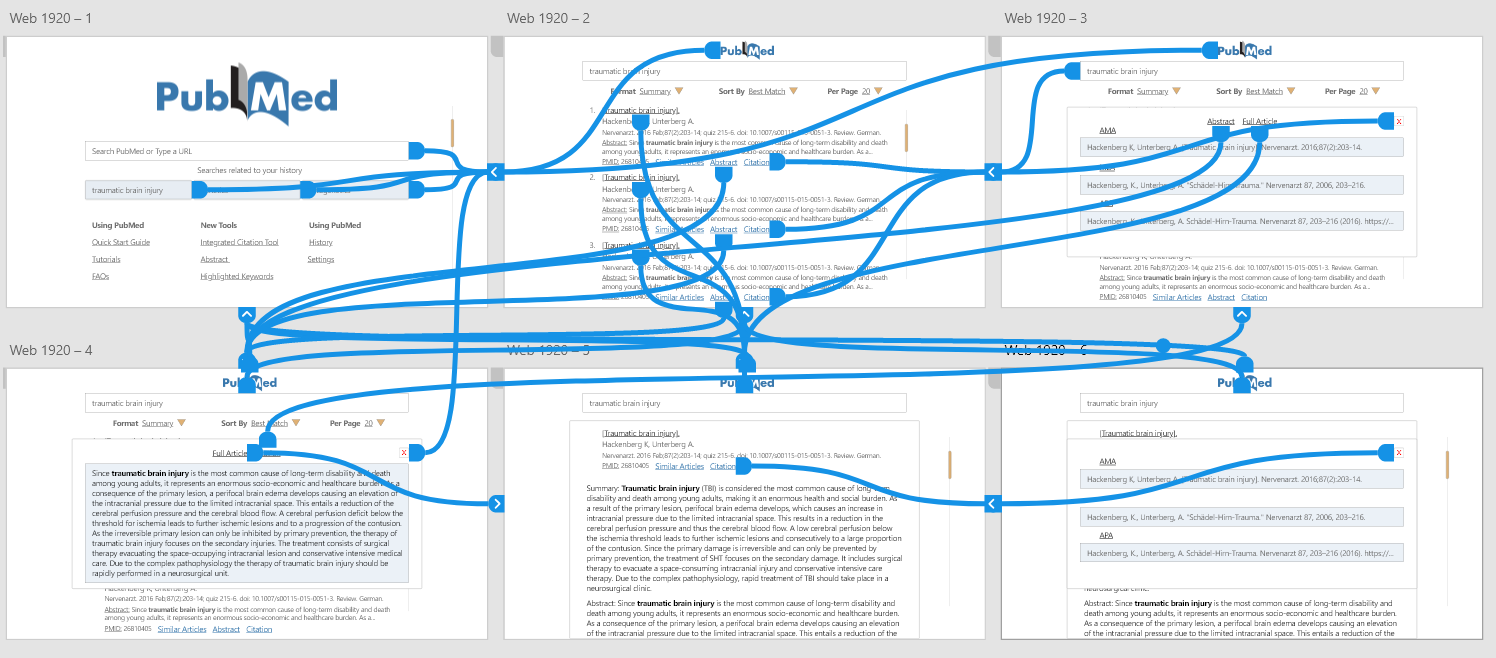 Web 1920 – 1
PubMed
Search PubMed or Type a URL
Searches related to your history
traumatic brain injury
Using PubMed
New Tools
Using PubMed
Quick Start Guide
Integrated Citation Tool
History
Tutorials
Abstract
Settings
FAQs
Highlighted Keywords
Web 1920 – 2
PubMed
traumatic brain injury
Format Summary
Sort By Best Match
Per Page 20
1. [Traumatic brain injury].
Unterberg A.
Nervenarzt. 2016 Feb;87(2):203-14; quiz 215-6. doi: 10.1007/s00115-015-0051-3. Review. German.
Abstract: Since traumatic brain injury is the most common cause of long-term disability and death
among young adults, it represents an enormous socio-economic and healthcare burden. As a...
PMID: 26810405 Similar Articles Abstract Citation
2. [Traumatic brain injury].
Unterberg A.
Nervenarzt. 2016 Feb;87(2):203-14; quiz 215-6. doi: 10.1007/s00115-015-0051-3. Review. German.
Abstract: Since traumatic brain injury is the most common cause of long-term disability and death
among young adults, it represents an enormous socio-economic and healthcare burden. As a...
PMID: 26810405 Similar Articles Abstract Citation
3. [Traumatic brain injury].
Nervenarzt. 2016 Feb;87(2):203-14; quiz 215-6. doi: 10.1007/s00115-015-0051-3. Review. German.
Abstract: Since traumatic brain injury is the most common cause of long-term disability and death
among young adults, it represents an enormous socio-economic and healthcare burden. As a...
PMID: 26810405 Similar Articles Abstract Citation
Web 1920 – 3
PubMed
traumatic brain injury
Format Summary
Sort By Best Match
Per Page 20
Abstract Full Article
X
AMA
Hackenberg K, Unterberg A. [Traumatic brain injury]. Nervenarzt. 2016;87(2):203-14.
Hackenberg, K., Unterberg, A. "Schädel-Hirn-Trauma." Nervenarzt 87, 2006, 203–216.
APA
Hackenberg, K., Unterberg, A. Schädel-Hirn-Trauma. Nervenarzt 87, 203–216 (2016). https://...
Hackenberg K, Unterberg A.
Nervenarzt. 2016 Feb;87(2):203-14; quiz 215-6. doi: 10.1007/s00115-015-0051-3. Review. German.
Abstract: Since traumatic brain injury is the most common cause of long-term disability and death
among young adults, it represents an enormous socio-economic and healthcare burden. As a...
PMID: 26810405 Similar Articles Abstract Citation
Web 1920 – 4
PubMed
traumatic brain injury
Format Summary
Sort By Best Match
Per Page 20
Full Article
X
Since traumatic brain injury is the most common cause of long-term disability and death
among young adults, it represents an enormous socio-economic and healthcare burden. As a
consequence of the primary lesion, a perifocal brain edema develops causing an elevation of
the intracranial pressure due to the limited intracranial space. This entails a reduction of the
cerebral perfusion pressure and the cerebral blood flow. A cerebral perfusion deficit below the
threshold for ischemia leads to further ischemic lesions and to a progression of the contusion.
As the irreversible primary lesion can only be inhibited by primary prevention, the therapy of
traumatic brain injury focuses on the secondary injuries. The treatment consists of surgical
therapy evacuating the space-occupying intracranial lesion and conservative intensive medical
care. Due to the complex pathophysiology the therapy of traumatic brain injury should be
rapidly performed in a neurosurgical unit.
Hackenberg K, Unterberg A.
Nervenarzt. 2016 Feb;87(2):203-14; quiz 215-6. doi: 10.1007/s00115-015-0051-3. Review. German.
Abstract: Since traumatic brain injury is the most common cause of long-term disability and death
among young adults, it represents an enormous socio-economic and healthcare burden. As a...
PMID: 26810405 Similar Articles Abstract Citation
Web 1920 – 5
PubMed
traumatic brain injury
[Traumatic brain injury].
Hackenberg K, Unterberg A.
Nervenarzt. 2016 Feb;87(2):203-14; quiz 215-6. doi: 10.1007/s00115-015-0051-3. Review. German.
PMID: 26810405 Similar Articles Citation
Summary: Traumatic brain injury (TBI) is considered the most common cause of long-term
disability and death among young adults, making it an enormous health and social burden. As
a result of the primary lesion, perifocal brain edema develops, which causes an increase in
intracranial pressure due to the limited intracranial space. This results in a reduction in the
cerebral perfusion pressure and thus the cerebral blood flow. A low cerebral perfusion below
the ischemia threshold leads to further ischemic lesions and consecutively to a large proportion
of the contusion. Since the primary damage is irreversible and can only be prevented by
primary prevention, the treatment of SHT focuses on the secondary damage. It includes surgical
therapy to evacuate a space-consuming intracranial lesion and conservative intensive care
therapy. Due to the complex pathophysiology, rapid treatment of TBI should take place in a
neurosurgical clinic.
Abstract: Since traumatic brain injury is the most common cause of long-term disability and
death among young adults, it represents an enormous socio-economic and healthcare burden.
As a consequence of the primary lesion, a perifocal brain edema develops causing an elevation
of the intracranial pressure due to the limited intracranial space. This entails a reduction of the
Web 1920 – 6
PubMed
traumatic brain injury
[Traumatic brain injury].
X
AMA
Hackenberg K, Unterberg A. [Traumatic brain injury]. Nervenarzt. 2016;87(2):203-14.
Hackenberg, K., Unterberg, A. "Schädel-Hirn-Trauma." Nervenarzt 87, 2006, 203–216.
APA
Hackenberg, K., Unterberg, A. Schädel-Hirn-Trauma. Nervenarzt 87, 203–216 (2016). https://...
neurosurgical clinic.
Abstract: Since traumatic brain injury is the most common cause of long-term disability and
death among young adults, it represents an enormous socio-economic and healthcare burden.
As a consequence of the primary lesion, a perifocal brain edema develops causing an elevation
of the intracranial pressure due to the limited intracranial space. This entails a reduction of the